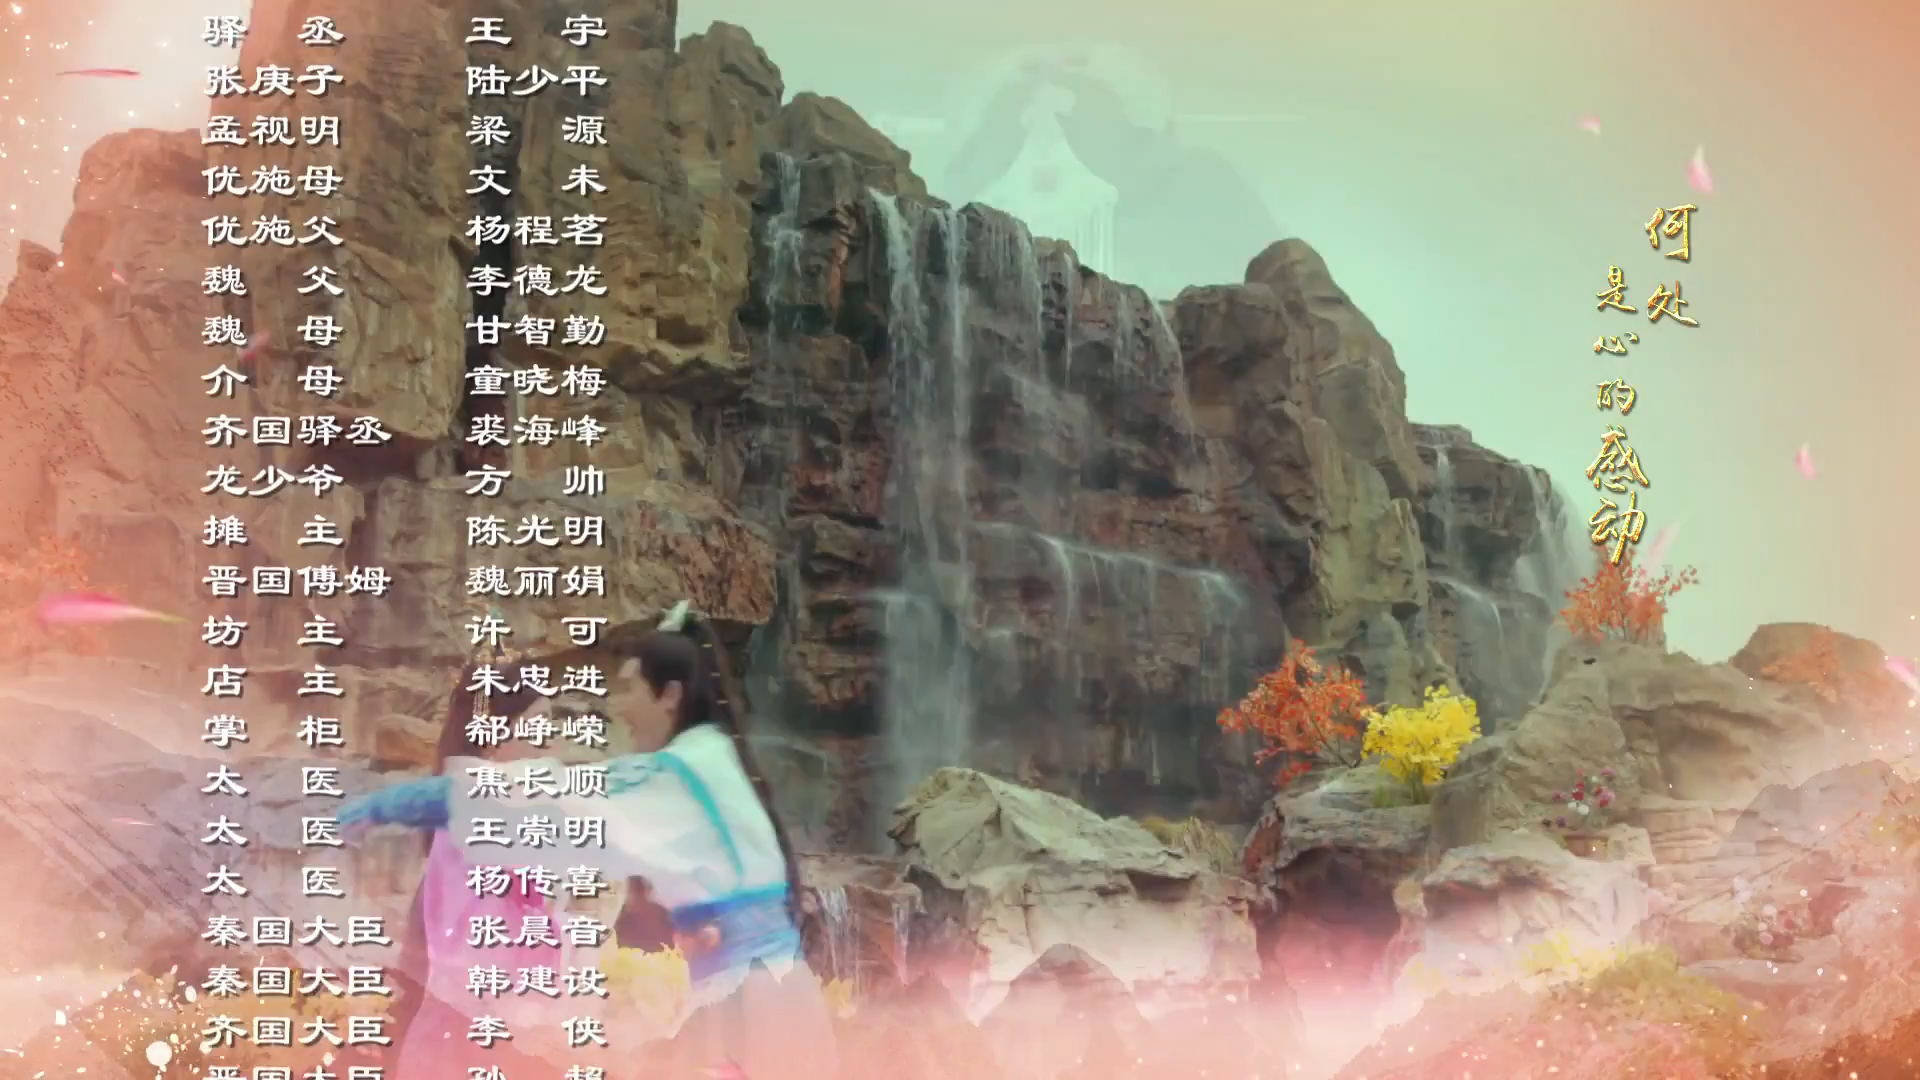 驿丞 王宇
张庚子 陆少平
孟视明 梁源
优施母 文未
优施父 杨程茗
魏父 李德龙
魏母 甘智勤
介母 童晓梅
齐国驿丞 裘海峰
龙少爷 方帅
摊主 陈光明
晋国傅姆 魏丽娟
坊主 许可
店主 朱忠进
掌柜 郗峥嵘
太医 焦长顺
太医 王崇明
太医 杨传喜
秦国大臣 张晨音
秦国大臣 韩建设
齐国大臣 李侠
晋国大臣
何处
是心的感动